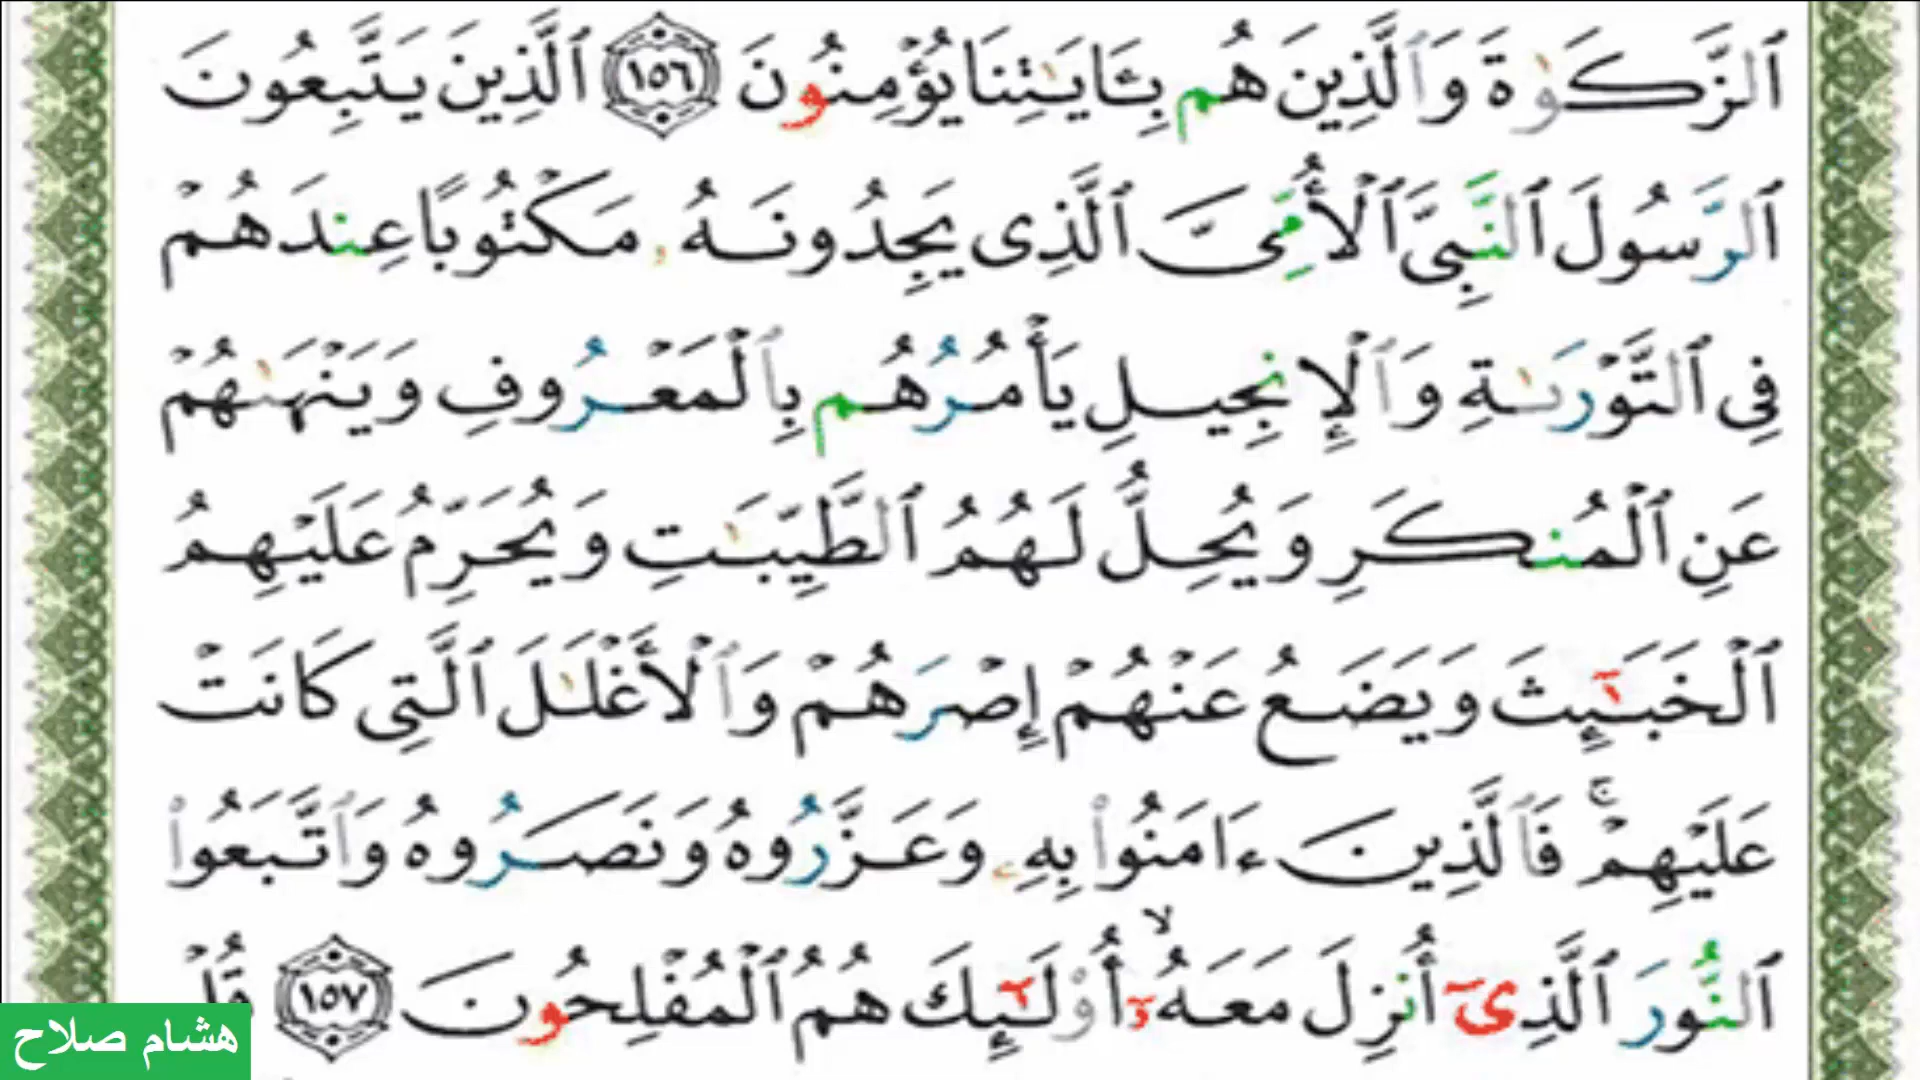 ٱلزَّكَوٰةَ وَٱلَّذِينَ هُم بِـَٔايَـٰتِنَا يُؤْمِنُونَ ١٥٦ ٱلَّذِينَ يَتَّبِعُونَ
ٱلرَّسُولَ ٱلنَّبِىَّ ٱلْأُمِّىَّ ٱلَّذِى يَجِدُونَهُۥ مَكْتُوبًا عِندَهُمْ
فِى ٱلتَّوْرَىٰةِ وَٱلْإِنجِيلِ يَأْمُرُهُم بِٱلْمَعْرُوفِ وَيَنْهَىٰهُمْ
عَنِ ٱلْمُنكَرِ وَيُحِلُّ لَهُمُ ٱلطَّيِّبَـٰتِ وَيُحَرِّمُ عَلَيْهِمُ
ٱلْخَبَـٰٓئِثَ وَيَضَعُ عَنْهُمْ إِصْرَهُمْ وَٱلْأَغْلَـٰلَ ٱلَّتِى كَانَتْ
عَلَيْهِمْ ۚ فَٱلَّذِينَ ءَامَنُوا۟ بِهِۦ وَعَزَّرُوهُ وَنَصَرُوهُ وَٱتَّبَعُوا۟
ٱلنُّورَ ٱلَّذِىٓ أُنزِلَ مَعَهُۥٓ ۙ أُو۟لَـٰٓئِكَ هُمُ ٱلْمُفْلِحُونَ ١٥٧ قُلْ
هشام صلاح